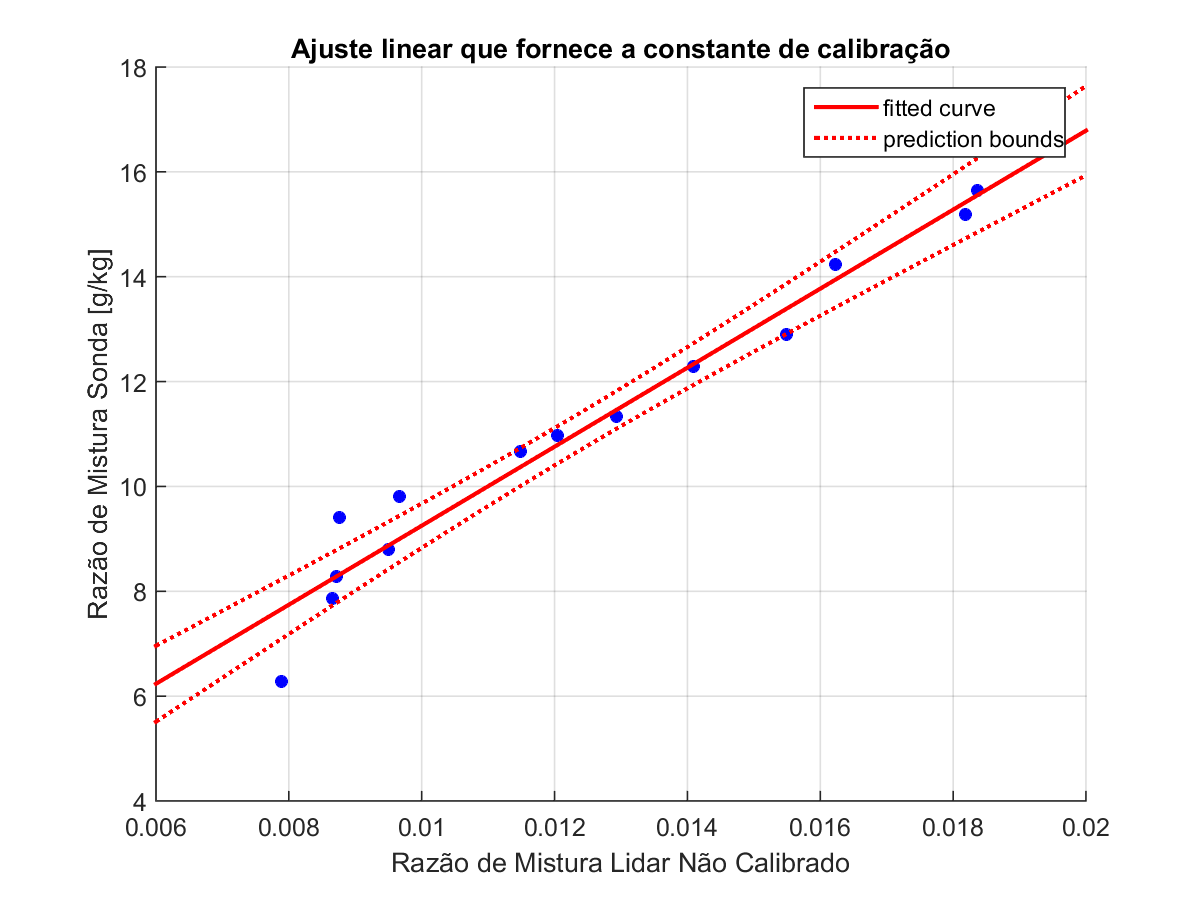 Ajuste linear que fornece a constante de calibração
fitted curve
prediction bounds
18
16
14
12
10
8
6
4
Razão de Mistura Sonda [g/kg]
0.006 0.008 0.01 0.012 0.014 0.016 0.018 0.02
Razão de Mistura Lidar Não Calibrado